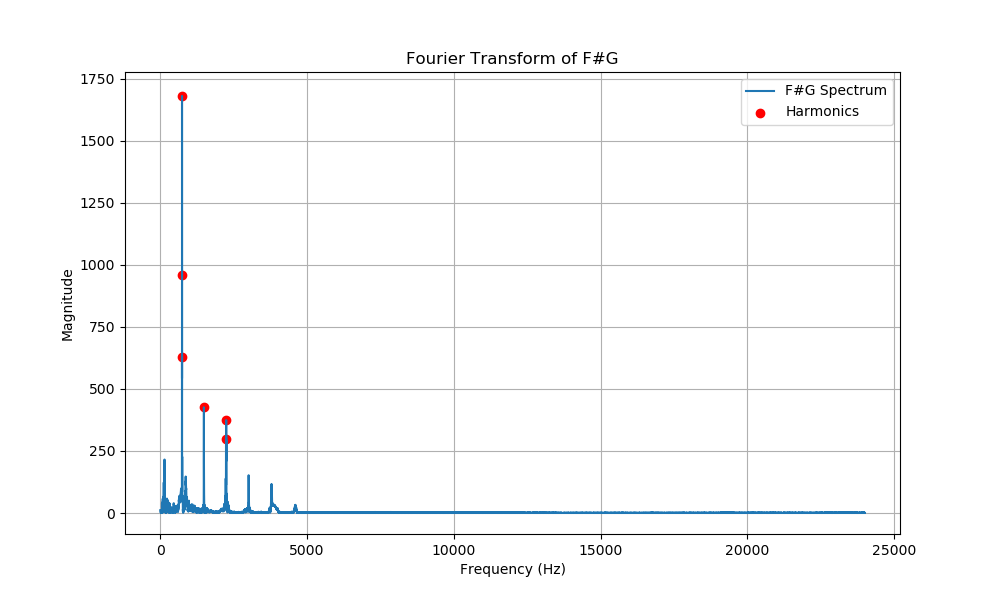 Fourier Transform of F#G
F#G Spectrum
Harmonics
1750
1500
1250
1000
750
500
250
0
Magnitude
0 5000 10000 15000 20000 25000
Frequency (Hz)